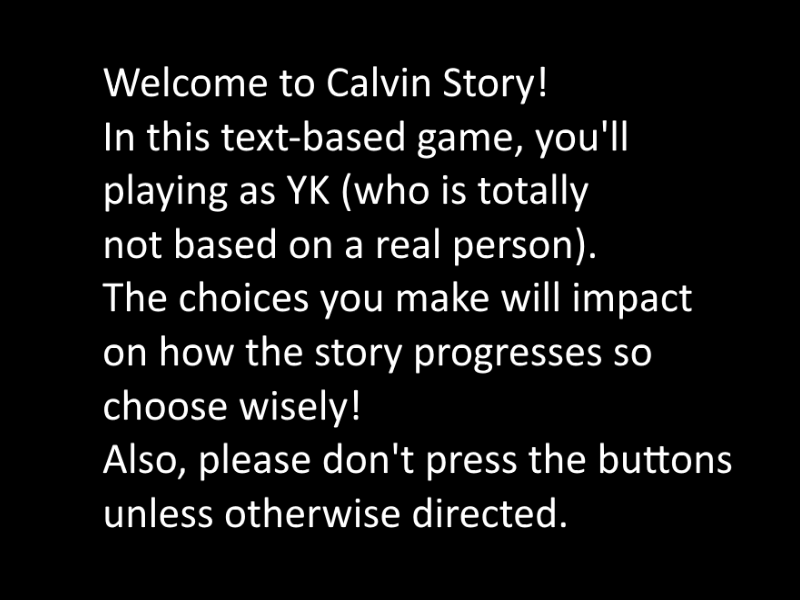 Welcome to Calvin Story!
In this text-based game, you'll
playing as YK (who is totally
not based on a real person).
The choices you make will impact
on how the story progresses so
choose wisely!
Also, please don't press the buttons
unless otherwise directed.